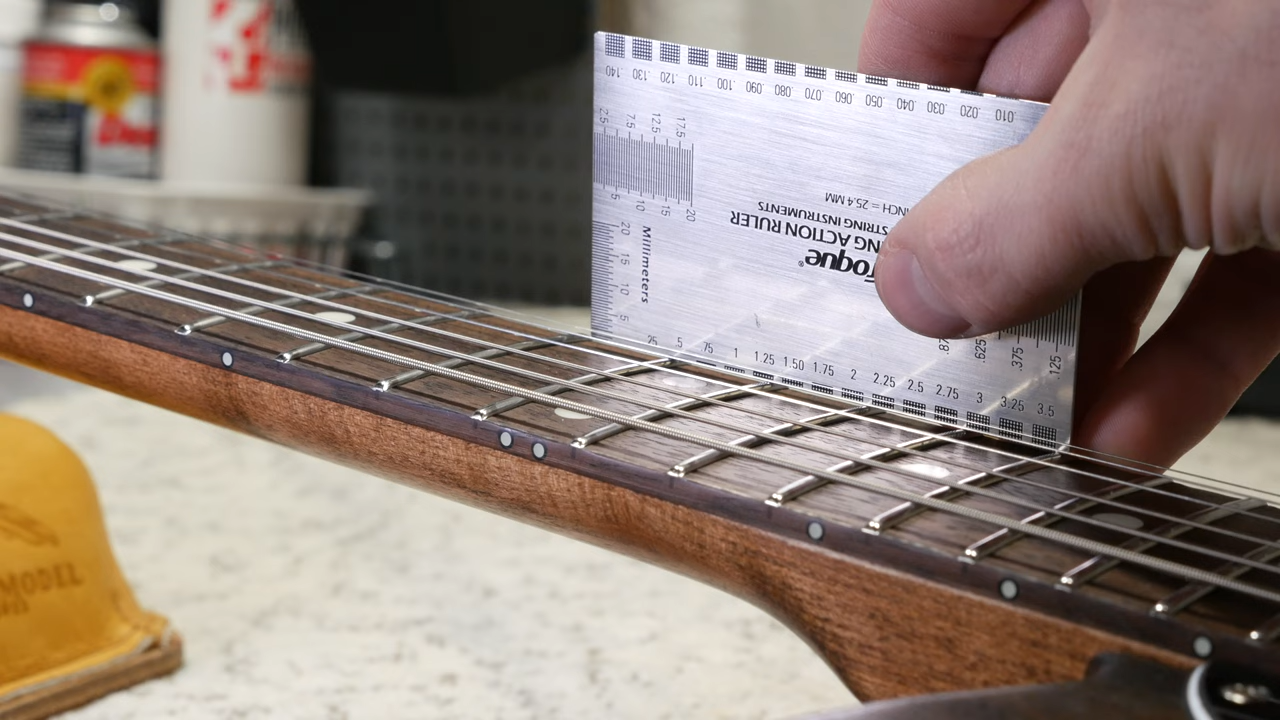 .140 .130 .120 .110 .100 .090 .080 .070 .060 .050 .040 .030 .020 .010
2.5 7.5 12.5 17.5
5 10 15 20
INCH = 25.4 MM
STRING INSTRUMENTS
NG ACTION RULER
oque®
Millimeters
20 15 10 5
.625 .375 .125
25 5 75 1 1.25 1.50 1.75 2 2.25 2.5 2.75 3 3.25 3.5
MODEL